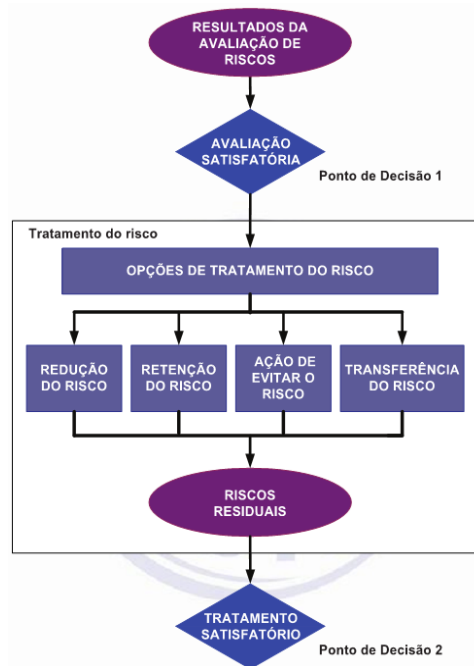 RESULTADOS DA
AVALIAÇÃO DE
RISCOS
AVALIAÇÃO
SATISFATÓRIA
Ponto de Decisão 1
Tratamento do risco
OPÇÕES DE TRATAMENTO DO RISCO
REDUÇÃO
DO RISCO
RETENÇÃO
DO RISCO
AÇÃO DE
EVITAR O
RISCO
TRANSFERÊNCIA
DO RISCO
RISCOS
RESIDUAIS
TRATAMENTO
SATISFATÓRIO
Ponto de Decisão 2